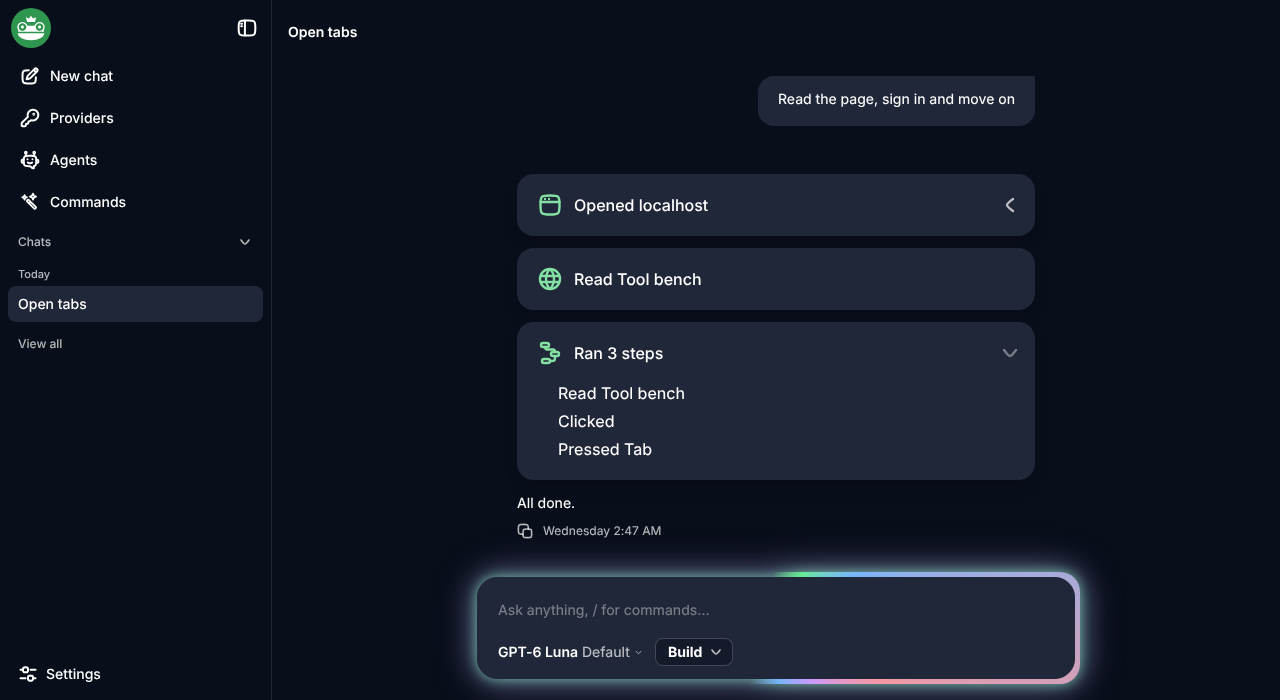 Open tabs
New chat
Providers
Agents
Commands
Chats
Today
Open tabs
View all
Settings
Read the page, sign in and move on
Opened localhost
Read Tool bench
Ran 3 steps
Read Tool bench
Clicked
Pressed Tab
All done.
Wednesday 2:47 AM
Ask anything, / for commands...
GPT-6 Luna Default Build